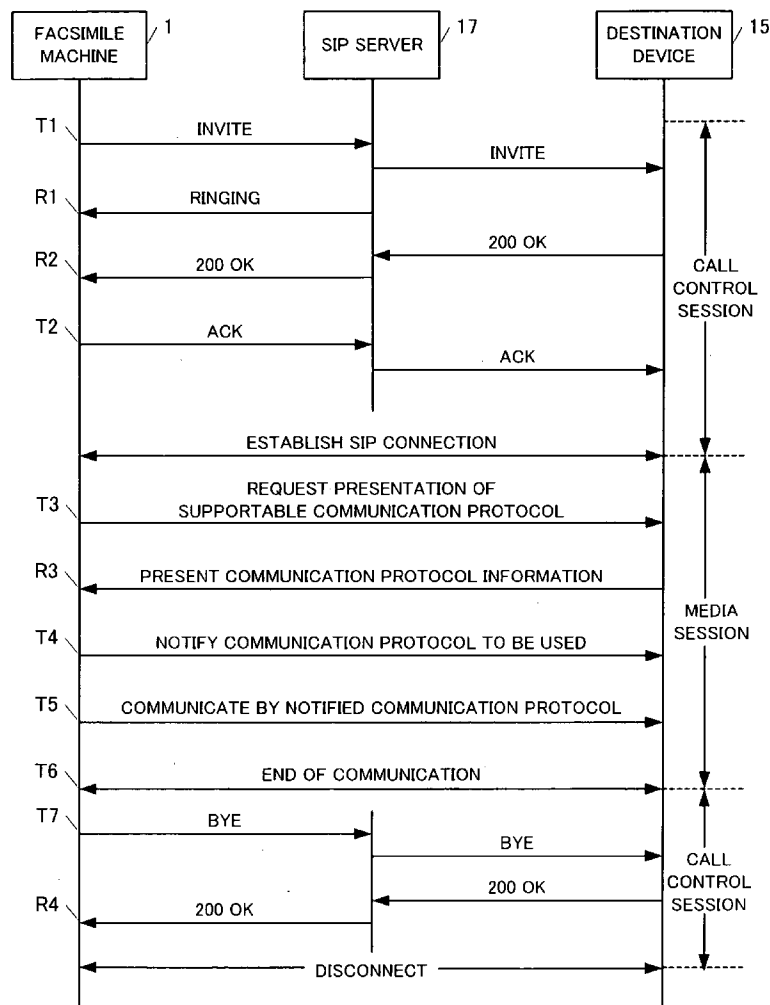 FACSIMILE
MACHINE
1
SIP SERVER
17
DESTINATION
DEVICE
15
T1
INVITE
INVITE
R1
RINGING
200 OK
R2
200 OK
CALL
CONTROL
SESSION
T2
ACK
ACK
ESTABLISH SIP CONNECTION
T3
REQUEST PRESENTATION OF
SUPPORTABLE COMMUNICATION PROTOCOL
R3
PRESENT COMMUNICATION PROTOCOL INFORMATION
MEDIA
SESSION
T4
NOTIFY COMMUNICATION PROTOCOL TO BE USED
T5
COMMUNICATE BY NOTIFIED COMMUNICATION PROTOCOL
T6
END OF COMMUNICATION
T7
BYE
BYE
CALL
CONTROL
SESSION
200 OK
R4
200 OK
DISCONNECT